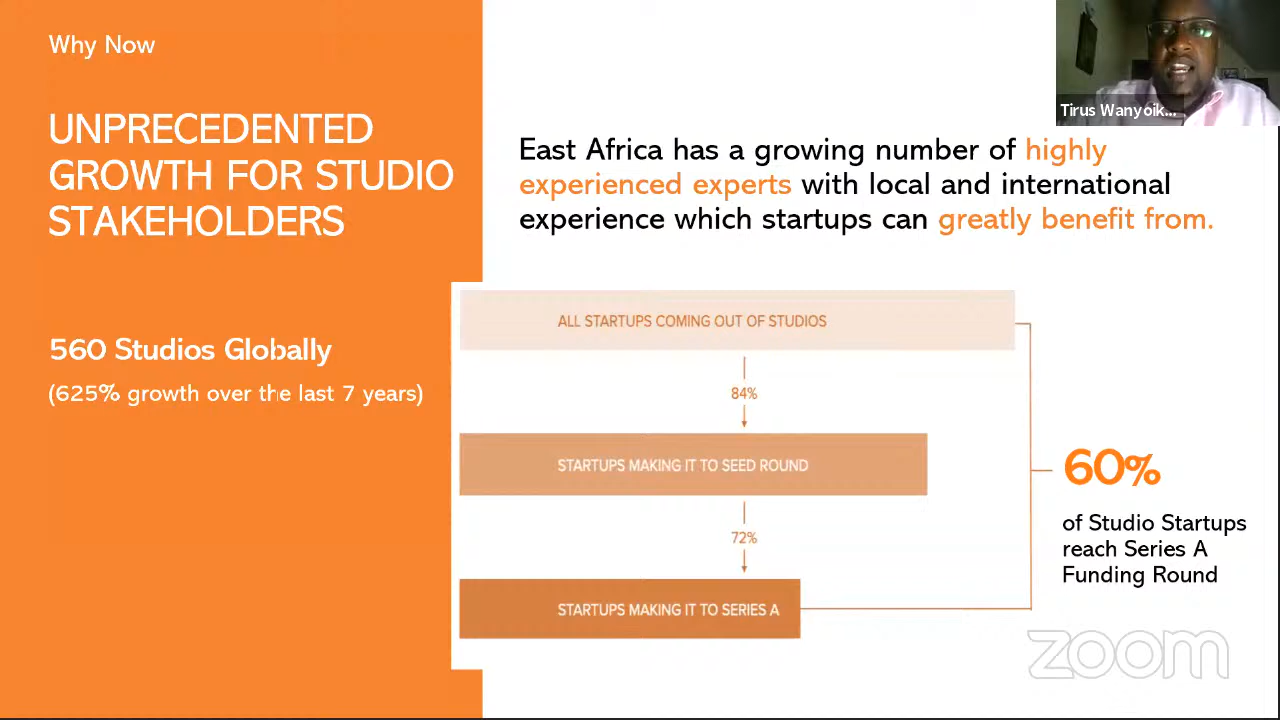 Why Now
UNPRECEDENTED
GROWTH FOR STUDIO
STAKEHOLDERS
560 Studios Globally
(625% growth over the last 7 years)
Tirus Wanyoik...
East Africa has a growing number of highly
experienced experts with local and international
experience which startups can greatly benefit from.
ALL STARTUPS COMING OUT OF STUDIOS
84%
STARTUPS MAKING IT TO SEED ROUND
72%
STARTUPS MAKING IT TO SERIES A
60%
of Studio Startups
reach Series A
Funding Round
zoom